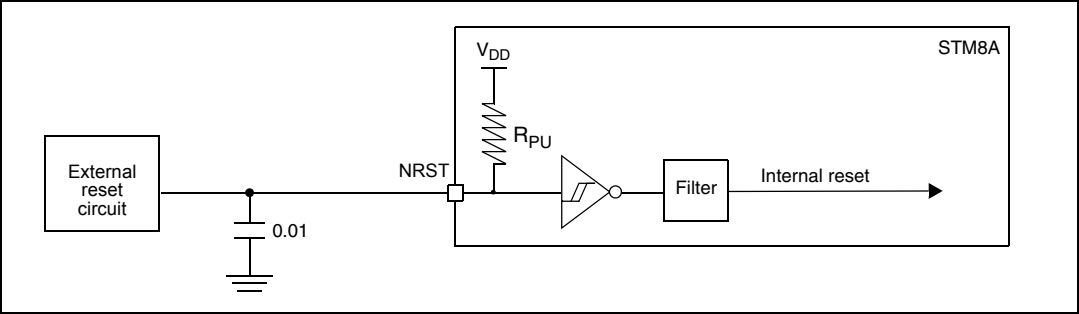 STM8A
VDD
RPU
External
reset
circuit
NRST
Filter
Internal reset
0.01